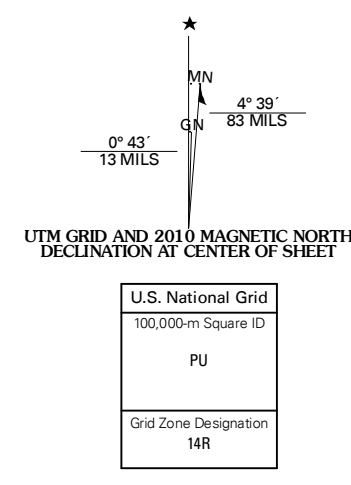 MN
4° 39´
83 MILS
GN
0° 43´
13 MILS
UTM GRID AND 2010 MAGNETIC NORTH
DECLINATION AT CENTER OF SHEET
U.S. National Grid
100,000-m Square ID
PU
Grid Zone Designation
14R